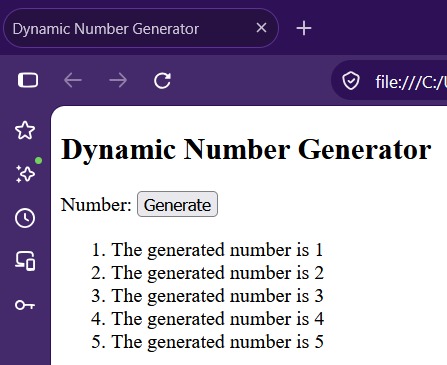 Dynamic Number Generator
file:///C:/
Dynamic Number Generator
Number: Generate
1. The generated number is 1
2. The generated number is 2
3. The generated number is 3
4. The generated number is 4
5. The generated number is 5